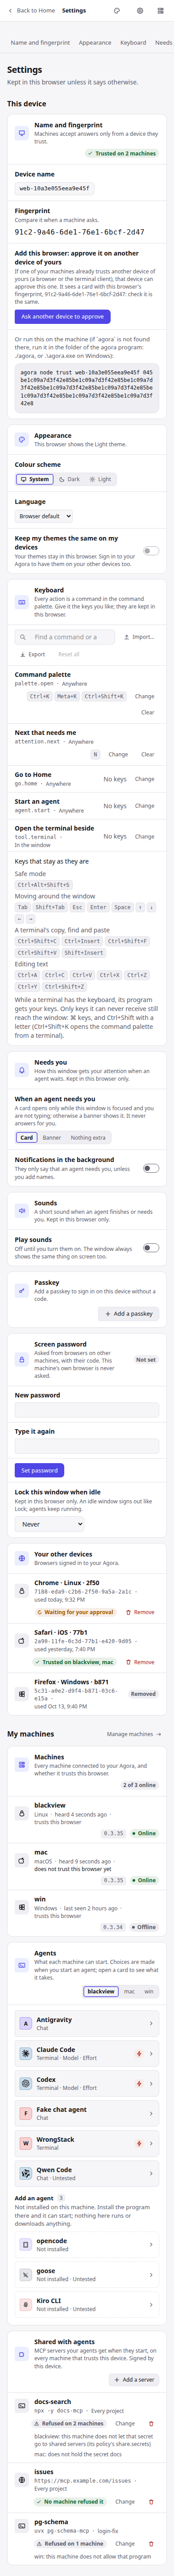 Back to Home
Settings
Name and fingerprint Appearance Keyboard Needs
Settings
Kept in this browser unless it says otherwise.
This device
Name and fingerprint
Machines accept answers only from a device they
trust.
Trusted on 2 machines
Device name
web-10a3e055eea9e45f
Fingerprint
Compare it when a machine asks.
91c2-9a46-6de1-76e1-6bcf-2d47
Add this browser: approve it on another
device of yours
If one of your machines already trusts another device of
yours (a browser or the terminal client), that device can
approve this one. It sees a card with this browser's
fingerprint, 91c2-9a46-6de1-76e1-6bcf-2d47: check it is
the same.
Ask another device to approve
Or run this on the machine (if `agora` is not found
there, run it in the folder of the agora program:
./agora, or .\agora.exe on Windows):
Appearance
This browser shows the Light theme.
Colour scheme
System Dark Light
Language
Browser default
Keep my themes the same on my
devices
Your themes stay in this browser. Sign in to your
Agora to have them on your other devices too.
Keyboard
Every action is a command in the command
palette. Give it the keys you like; they are kept in
this browser.
Find a command or a
Import...
Export
Reset all
Command palette
palette.open · Anywhere
Ctrl+K Meta+K Ctrl+Shift+K Change
Clear
Next that needs me
attention.next · Anywhere
N Change Clear
Go to Home
go.home · Anywhere
No keys Change
Start an agent
agent.start · Anywhere
No keys Change
Open the terminal beside
tool.terminal ·
In the window
No keys Change
Keys that stay as they are
Safe mode
Ctrl+Alt+Shift+S
Moving around the window
Tab Shift+Tab Esc Enter Space ↑ ↓
← →
A terminal's copy, find and paste
Ctrl+Shift+C Ctrl+Insert Ctrl+Shift+F
Ctrl+Shift+V Shift+Insert
Editing text
Ctrl+A Ctrl+C Ctrl+V Ctrl+X Ctrl+Z
Ctrl+Y Ctrl+Shift+Z
While a terminal has the keyboard, its program
gets your keys. Only keys it can never receive still
reach the window: ⌘ keys, and Ctrl+Shift with a
letter (Ctrl+Shift+K opens the command palette
from a terminal).
Needs you
How this window gets your attention when an
agent waits. Kept in this browser only.
When an agent needs you
A card opens only while this window is focused and you
are not typing; otherwise a banner shows it. It never
answers for you.
Card Banner Nothing extra
Notifications in the background
They only say that an agent needs you, unless
you add names.
Sounds
A short sound when an agent finishes or needs
you. Kept in this browser only.
Play sounds
Off until you turn them on. The window always
shows the same thing on screen too.
Passkey
Add a passkey to sign in on this device without a
code.
Add a passkey
Screen password
Asked from browsers on other
machines, with their code. This
machine's own browser is never
asked.
Not set
New password
Type it again
Set password
Lock this window when idle
Kept in this browser only. An idle window signs out like
Lock; agents keep running.
Never
Your other devices
Browsers signed in to your Agora.
Chrome · Linux · 2f50
used today, 9:32 PM
Waiting for your approval
Remove
Safari · iOS · 77b1
2a00-11fe-0c3d-77b1-e420-9d05 ·
used yesterday, 7:40 PM
Trusted on blackview, mac
Remove
Firefox · Windows · b871
5c31-a0e2-d9f4-b871-03c6-
e15a ·
used Oct 13, 9:40 PM
Removed
My machines
Manage machines →
Machines
Every machine connected to your Agora, and
whether it trusts this browser.
2 of 3 online
blackview
Linux · heard 4 seconds ago ·
trusts this browser
0.3.35 Online
mac
macOS · heard 9 seconds ago ·
does not trust this browser yet
0.3.35 Online
win
Windows · last seen 2 hours ago ·
trusts this browser
0.3.34 Offline
Agents
What each machine can start. Choices are made
when you start an agent; open a card to see what
it takes.
blackview mac win
A
Antigravity
Chat
Claude Code
Terminal · Model · Effort
Codex
Terminal · Model · Effort
F
Fake chat agent
Chat
W
WrongStack
Terminal
Qwen Code
Chat · Untested
Add an agent 3
Not installed on this machine. Install the program
there and it can start; nothing here runs or
downloads anything.
opencode
Not installed
goose
Not installed · Untested
Kiro CLI
Not installed · Untested
Shared with agents
MCP-servers your agents get when they start, on
every machine that trusts this device. Signed by
this device.
Add a server
docs-search
npx -y docs-mcp · Every project
Refused on 2 machines
Change
blackview: this machine does not let that secret
go to shared servers (its policy's share.secrets)
mac: does not hold the secret docs
issues
https://mcp.example.com/issues ·
Every project
No machine refused it
Change
pg-schema
uvx pg-schema-mcp · login-fix
Refused on 1 machine
Change
win: this machine does not allow that program